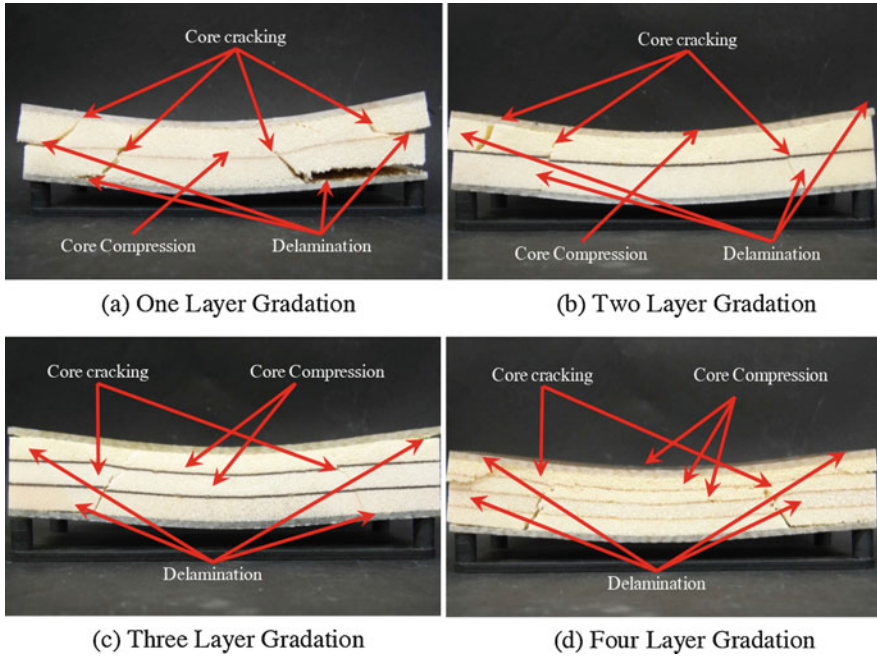 Core cracking
Core Compression
Delamination
(a) One Layer Gradation
Core cracking
Core Compression
Delamination
(b) Two Layer Gradation
Core cracking
Core Compression
Delamination
(c) Three Layer Gradation
Core cracking
Core Compression
Delamination
(d) Four Layer Gradation